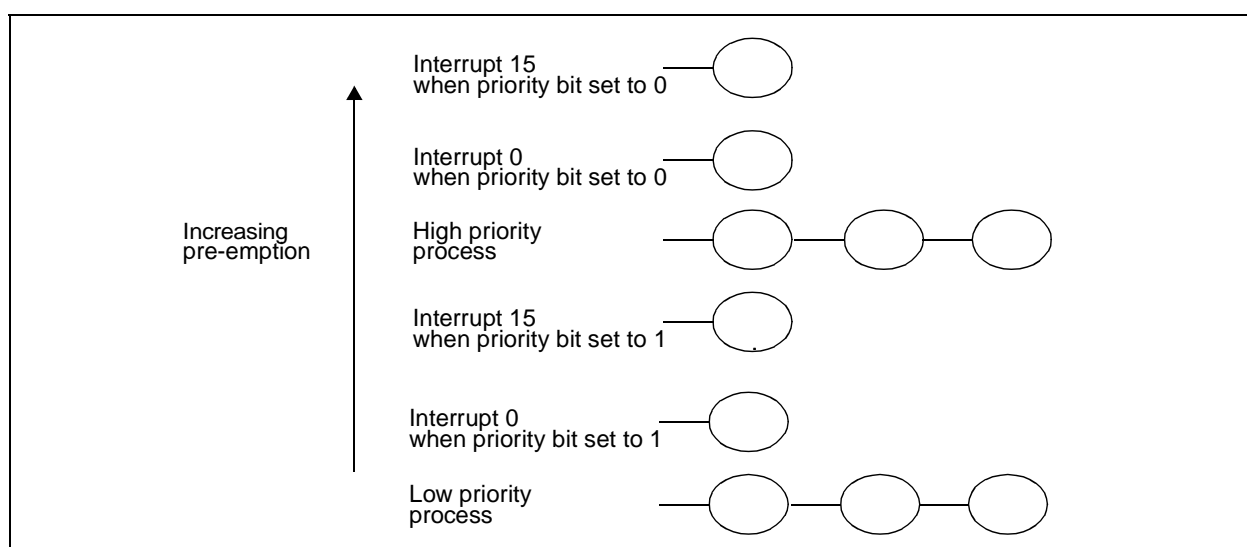 Interrupt 15
when priority bit set to 0
Interrupt 0
when priority bit set to 0
Increasing
pre-emption
High priority
process
Interrupt 15
when priority bit set to 1
Interrupt 0
when priority bit set to 1
Low priority
process